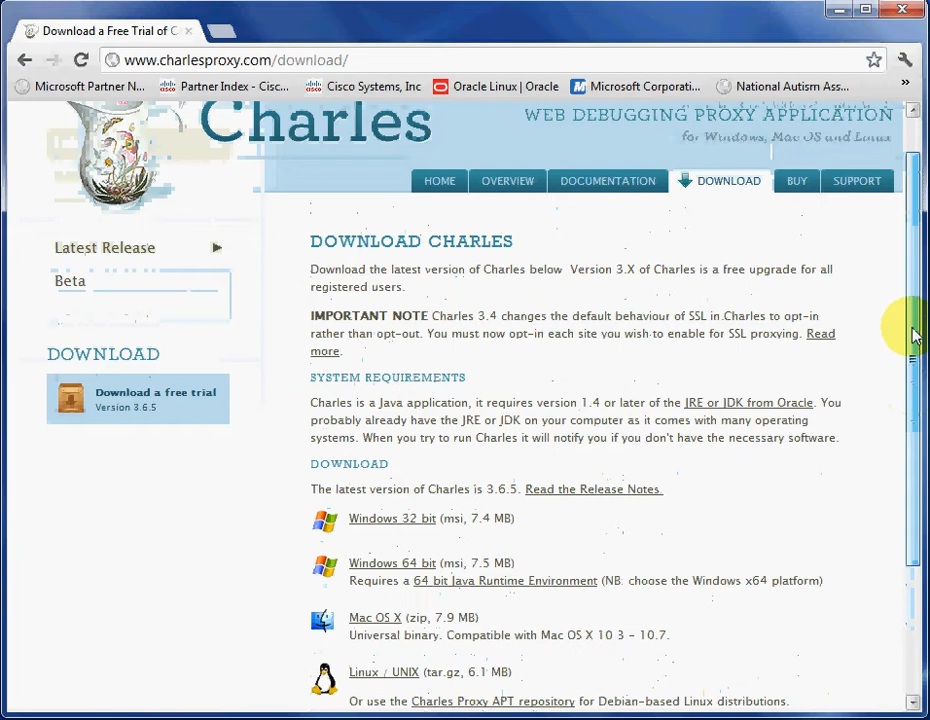 Download a Free Trial of C
www.charlesproxy.com/download/
Microsoft Partner N...
Partner Index - Cisc...
Cisco Systems, Inc
Oracle Linux | Oracle
Microsoft Corporati...
National Autism Ass...
»
Charles
WEB DEBUGGING PROXY APPLICATION
for Windows, Mac OS and Linux
HOME
OVERVIEW
DOCUMENTATION
DOWNLOAD
BUY
SUPPORT
Latest Release
Beta
DOWNLOAD
Download a free trial
Version 3.6.5
DOWNLOAD CHARLES
Download the latest version of Charles below  Version 3.X of Charles is a free upgrade for all
registered users.
IMPORTANT NOTE Charles 3.4 changes the default behaviour of SSL in Charles to opt-in
rather than opt-out. You must now opt-in each site you wish to enable for SSL proxying. Read
more.
SYSTEM REQUIREMENTS
Charles is a Java application, it requires version 1.4 or later of the JRE or JDK from Oracle. You
probably already have the JRE or JDK on your computer as it comes with many operating
systems. When you try to run Charles it will notify you if you don't have the necessary software.
DOWNLOAD
The latest version of Charles is 3.6.5. Read the Release Notes.
Windows 32 bit (msi, 7.4 MB)
Windows 64 bit (msi, 7.5 MB)
Requires a 64 bit Java Runtime Environment (NB: choose the Windows x64 platform)
Mac OS X (zip, 7.9 MB)
Universal binary. Compatible with Mac OS X 10 3 - 10.7.
Linux / UNIX (tar.gz, 6.1 MB)
Or use the Charles Proxy APT repository for Debian-based Linux distributions.